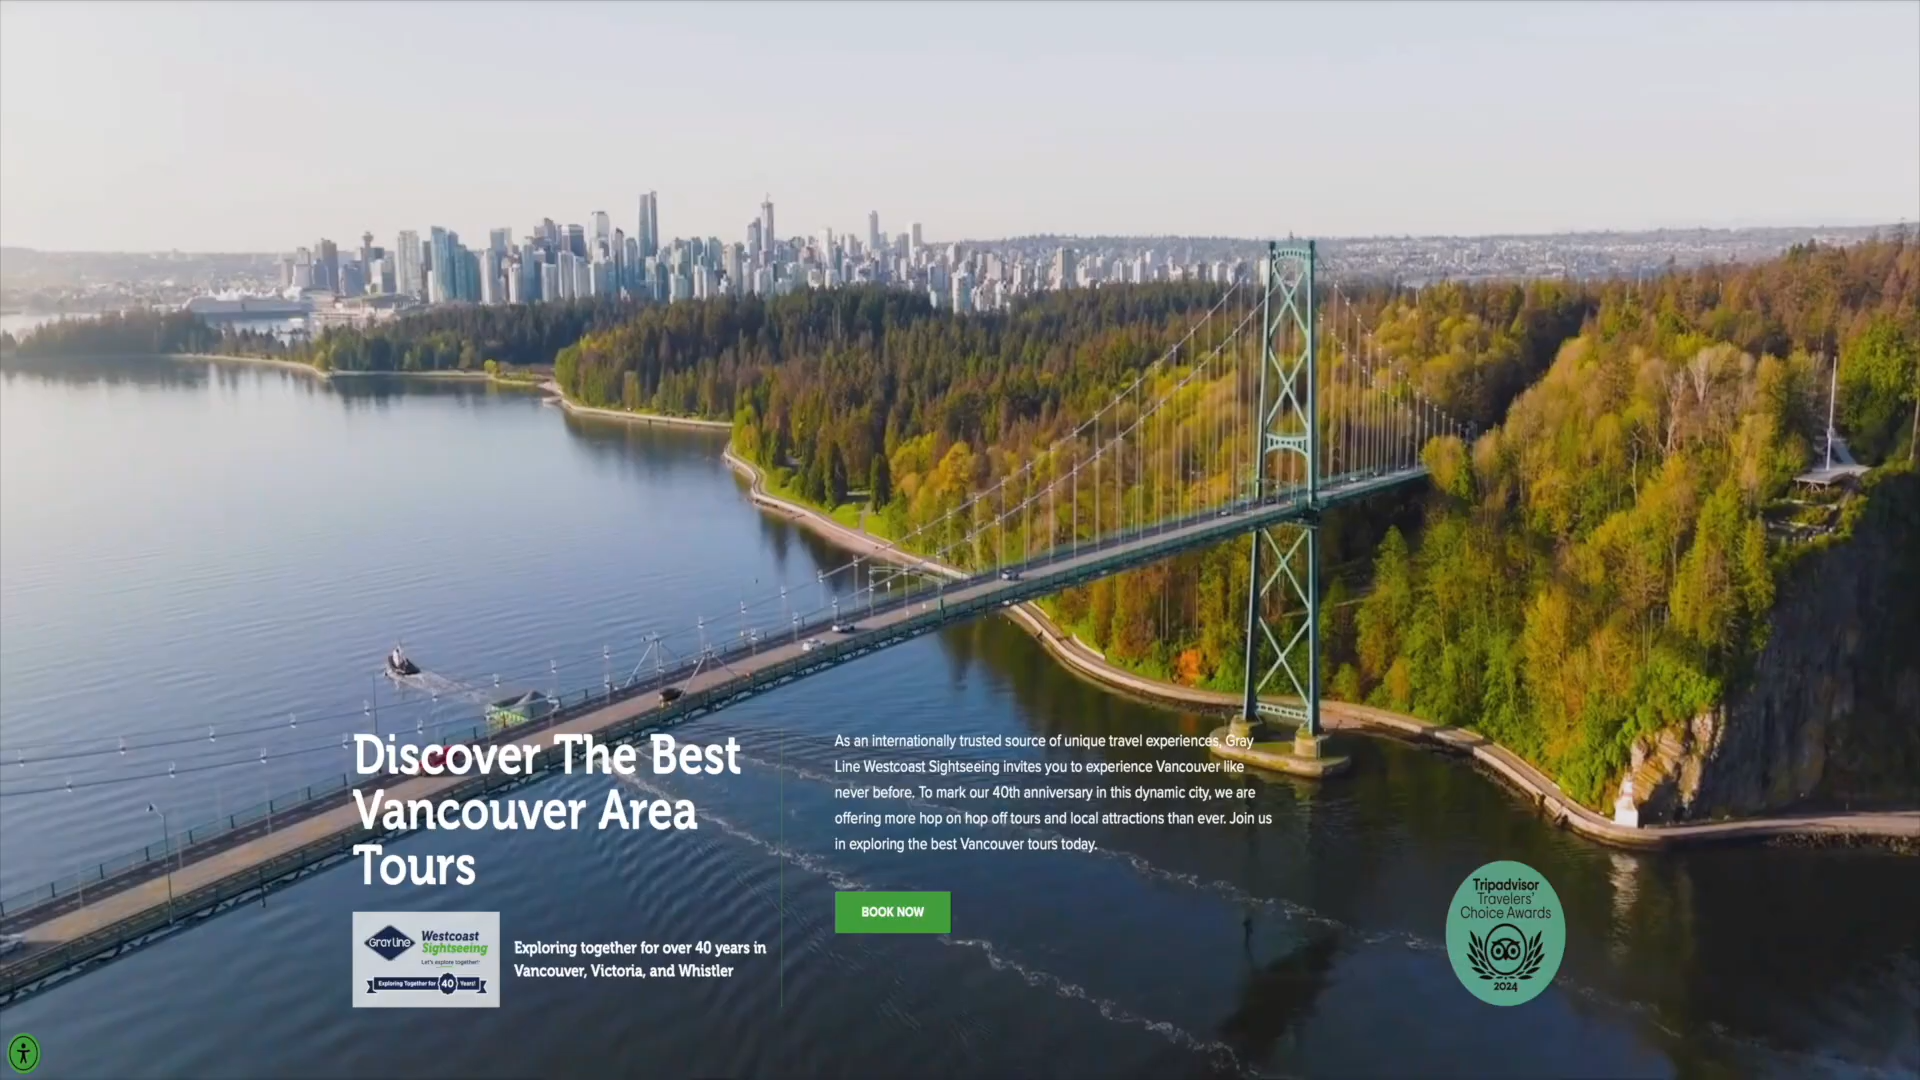 Discover The Best
Vancouver Area
Tours
Gray Line
Westcoast
Sightseeing
Let's explore together!
Exploring Together for 40 Years!
Exploring together for over 40 years in
Vancouver, Victoria, and Whistler
As an internationally trusted source of unique travel experiences, Gray
Line Westcoast Sightseeing invites you to experience Vancouver like
never before. To mark our 40th anniversary in this dynamic city, we are
offering more hop on hop off tours and local attractions than ever. Join us
in exploring the best Vancouver tours today.
BOOK NOW
Tripadvisor
Travelers'
Choice Awards
2024